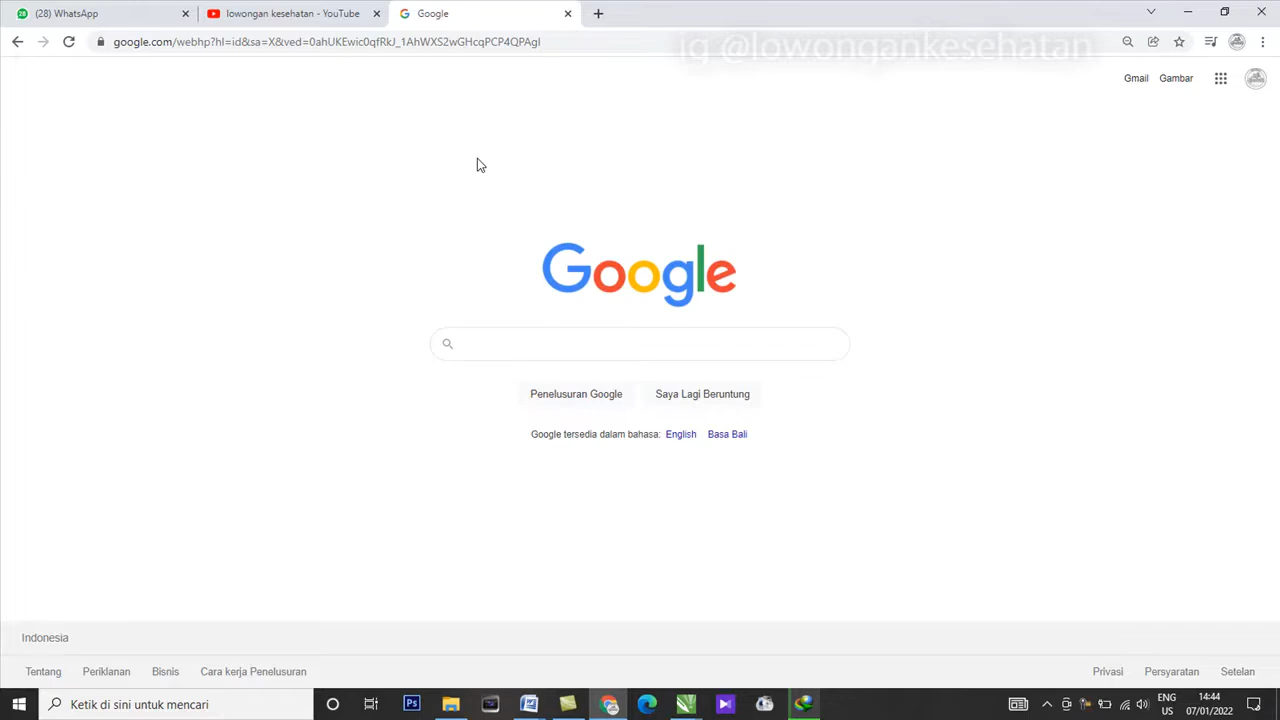 (28) WhatsApp
lowongan kesehatan - YouTube
Google
google.com/webhp?hl=id&sa=X&ved=0ahUKEwic0qfRkJ_1AhWXS2wGHcqPCP4QPAgI
ig @lowongankesehatan
Gmail Gambar
Google
Penelusuran Google Saya Lagi Beruntung
Google tersedia dalam bahasa: English Basa Bali
Indonesia
Tentang Periklanan Bisnis Cara kerja Penelusuran Privasi Persyaratan Setelan
Ketik di sini untuk mencari
Ps
ENG
US
14:44
07/01/2022